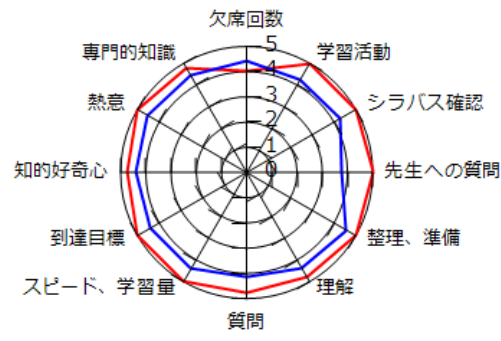 欠席回数
専門的知識
5
学習活動
4
熱意
3
シラバス確認
2
1
知的好奇心
0
先生への質問
到達目標
整理、準備
スピード、学習量
理解
質問